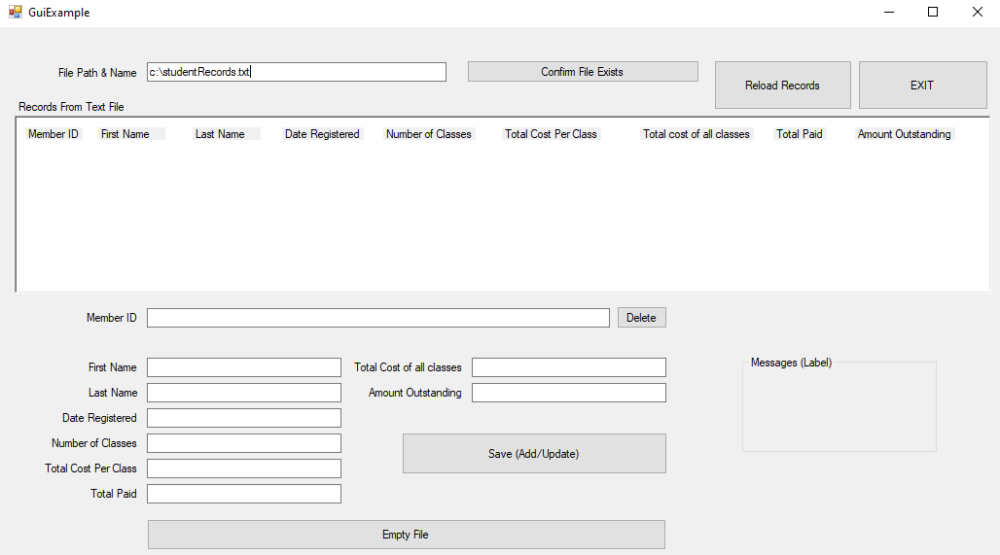 GuiExample
File Path & Name c:\studentRecords.txt Confirm File Exists Reload Records EXIT
Records From Text File
Member ID First Name Last Name Date Registered Number of Classes Total Cost Per Class Total cost of all classes Total Paid Amount Outstanding
Member ID Delete
First Name Total Cost of all classes Messages (Label)
Last Name Amount Outstanding
Date Registered
Number of Classes Save (Add/Update)
Total Cost Per Class
Total Paid
Empty File